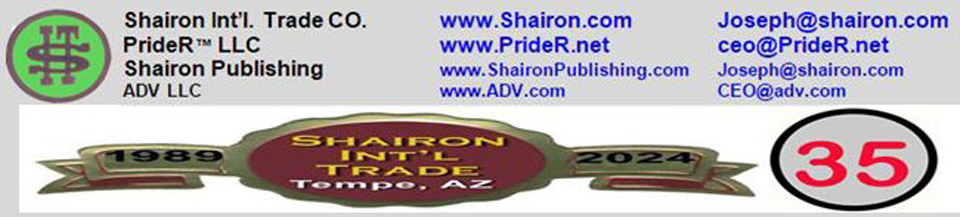 Shairon Int'l. Trade CO. www.Shairon.com Joseph@shairon.com
PrideR™ LLC www.PrideR.net ceo@PrideR.net
Shairon Publishing www.ShaironPublishing.com Joseph@shairon.com
ADV LLC www.ADV.com CEO@adv.com
1989 SHAIRON INT'L TRADE 2024 35
Tempe, AZ